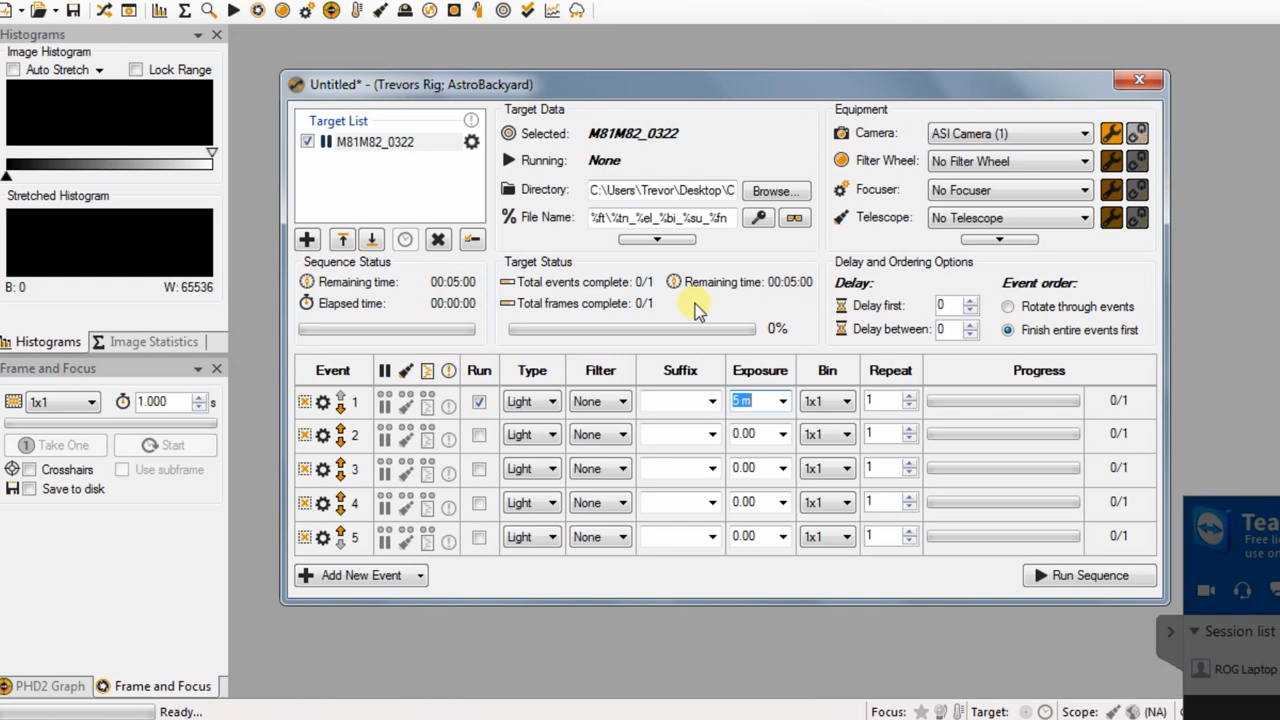 Histograms
Image Histogram
Auto Stretch
Lock Range
Stretched Histogram
B: 0
W: 65536
Histograms
Image Statistics
Frame and Focus
1x1
1.000
s
Take One
Start
Crosshairs
Use subframe
Save to disk
PHD2 Graph
Frame and Focus
Ready...
Untitled* - (Trevors Rig; AstroBackyard)
Target List
M81M82_0322
Sequence Status
Remaining time: 00:05:00
Elapsed time: 00:00:00
Target Data
Selected: M81M82_0322
Running: None
Directory: C:\Users\Trevor\Desktop\C
Browse...
File Name: %ft\%tn_%el_%bi_%su_%fn
Target Status
Total events complete: 0/1
Remaining time: 00:05:00
Total frames complete: 0/1
0%
Equipment
Camera: ASI Camera (1)
Filter Wheel: No Filter Wheel
Focuser: No Focuser
Telescope: No Telescope
Delay and Ordering Options
Delay:
Event order:
Delay first: 0
Rotate through events
Delay between: 0
Finish entire events first
Event Run Type Filter Suffix Exposure Bin Repeat Progress
1 Light None 5 m 1x1 1 0/1
2 Light None 0.00 1x1 1 0/1
3 Light None 0.00 1x1 1 0/1
4 Light None 0.00 1x1 1 0/1
5 Light None 0.00 1x1 1 0/1
Add New Event
Run Sequence
Tea
Free li
use on
Session list
ROG Laptop
Focus:
Target:
Scope:
(NA)